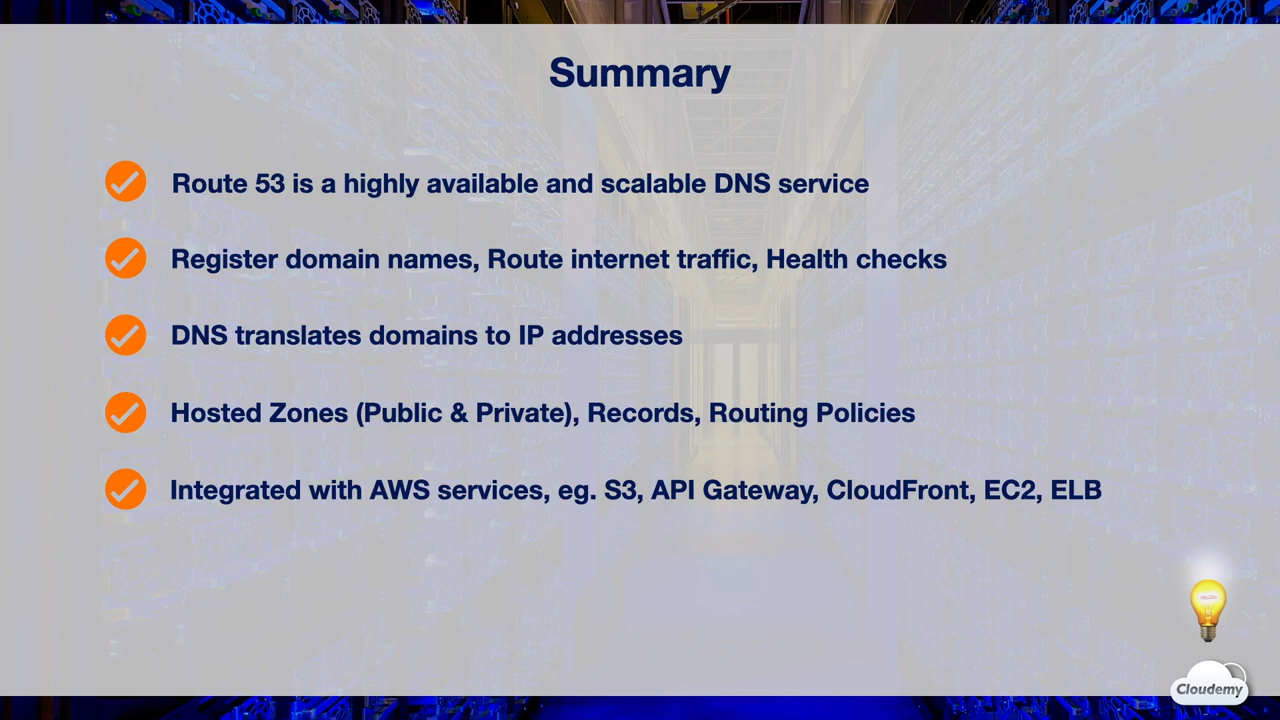 Summary
Route 53 is a highly available and scalable DNS service
Register domain names, Route internet traffic, Health checks
DNS translates domains to IP addresses
Hosted Zones (Public & Private), Records, Routing Policies
Integrated with AWS services, eg. S3, API Gateway, CloudFront, EC2, ELB
Cloudemy